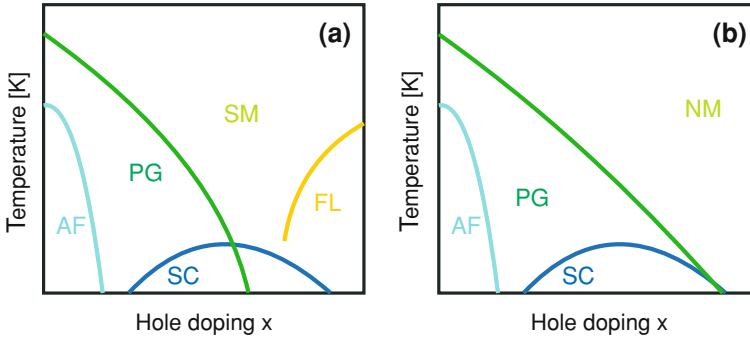 (a)
SM
PG
FL
AF
SC
Temperature [K]
Hole doping x
(b)
NM
PG
AF
SC
Temperature [K]
Hole doping x